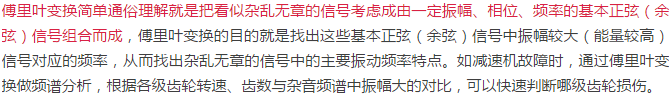 傅里叶变换简单通俗理解就是把看似杂乱无章的信号考虑成由一定振幅、相位、频率的基本正弦（余
弦）信号组合而成，傅里叶变换的目的就是找出这些基本正弦（余弦）信号中振幅较大（能量较高）
信号对应的频率，从而找出杂乱无章的信号中的主要振动频率特点。如减速机故障时，通过傅里叶变
换做频谱分析，根据各级齿轮转速、齿数与杂音频谱中振幅大的对比，可以快速判断哪级齿轮损伤。